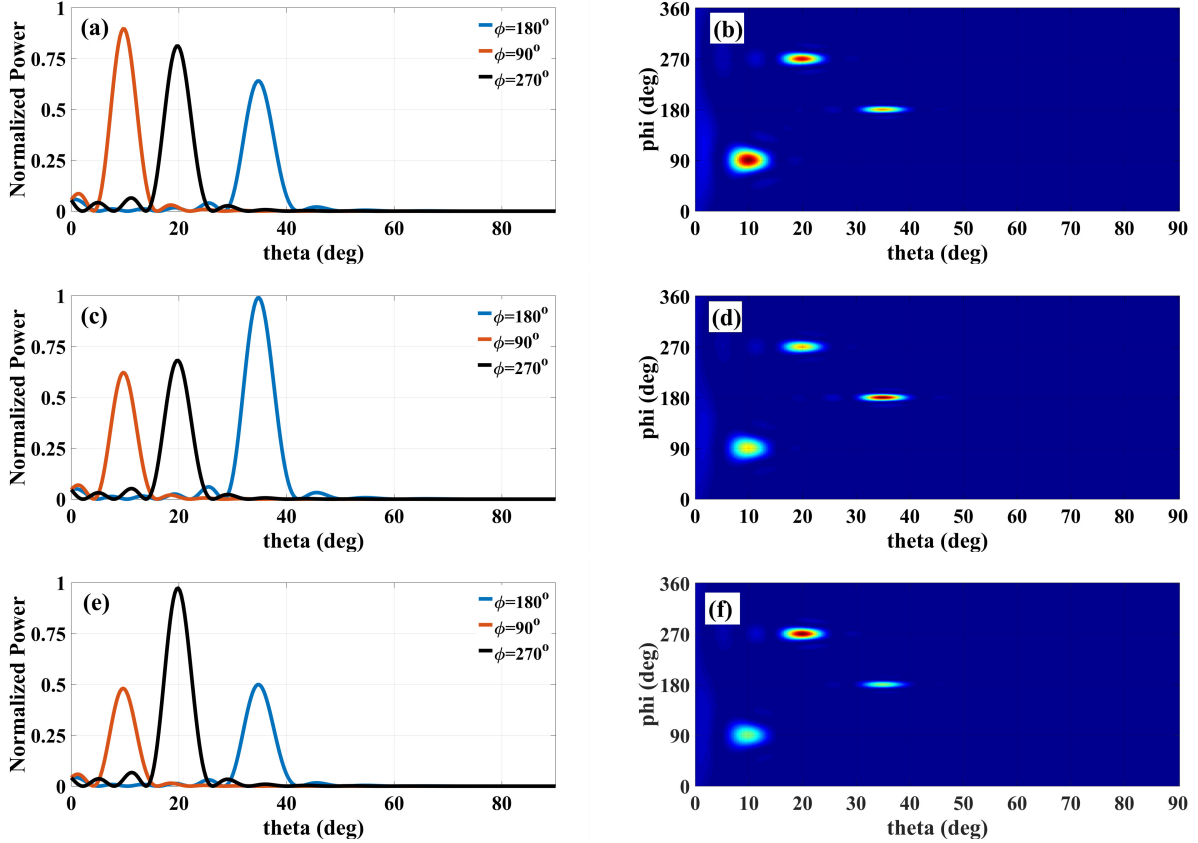 (a)
ϕ=180°
ϕ=90°
ϕ=270°
Normalized Power
1
0.75
0.5
0.25
0
0 20 40 60 80
theta (deg)
(b)
phi (deg)
360
270
180
90
0
0 10 20 30 40 50 60 70 80 90
theta (deg)
(c)
ϕ=180°
ϕ=90°
ϕ=270°
Normalized Power
1
0.75
0.5
0.25
0
0 20 40 60 80
theta (deg)
(d)
phi (deg)
360
270
180
90
0
0 10 20 30 40 50 60 70 80 90
theta (deg)
(e)
ϕ=180°
ϕ=90°
ϕ=270°
Normalized Power
1
0.75
0.5
0.25
0
0 20 40 60 80
theta (deg)
(f)
phi (deg)
360
270
180
90
0
0 10 20 30 40 50 60 70 80 90
theta (deg)